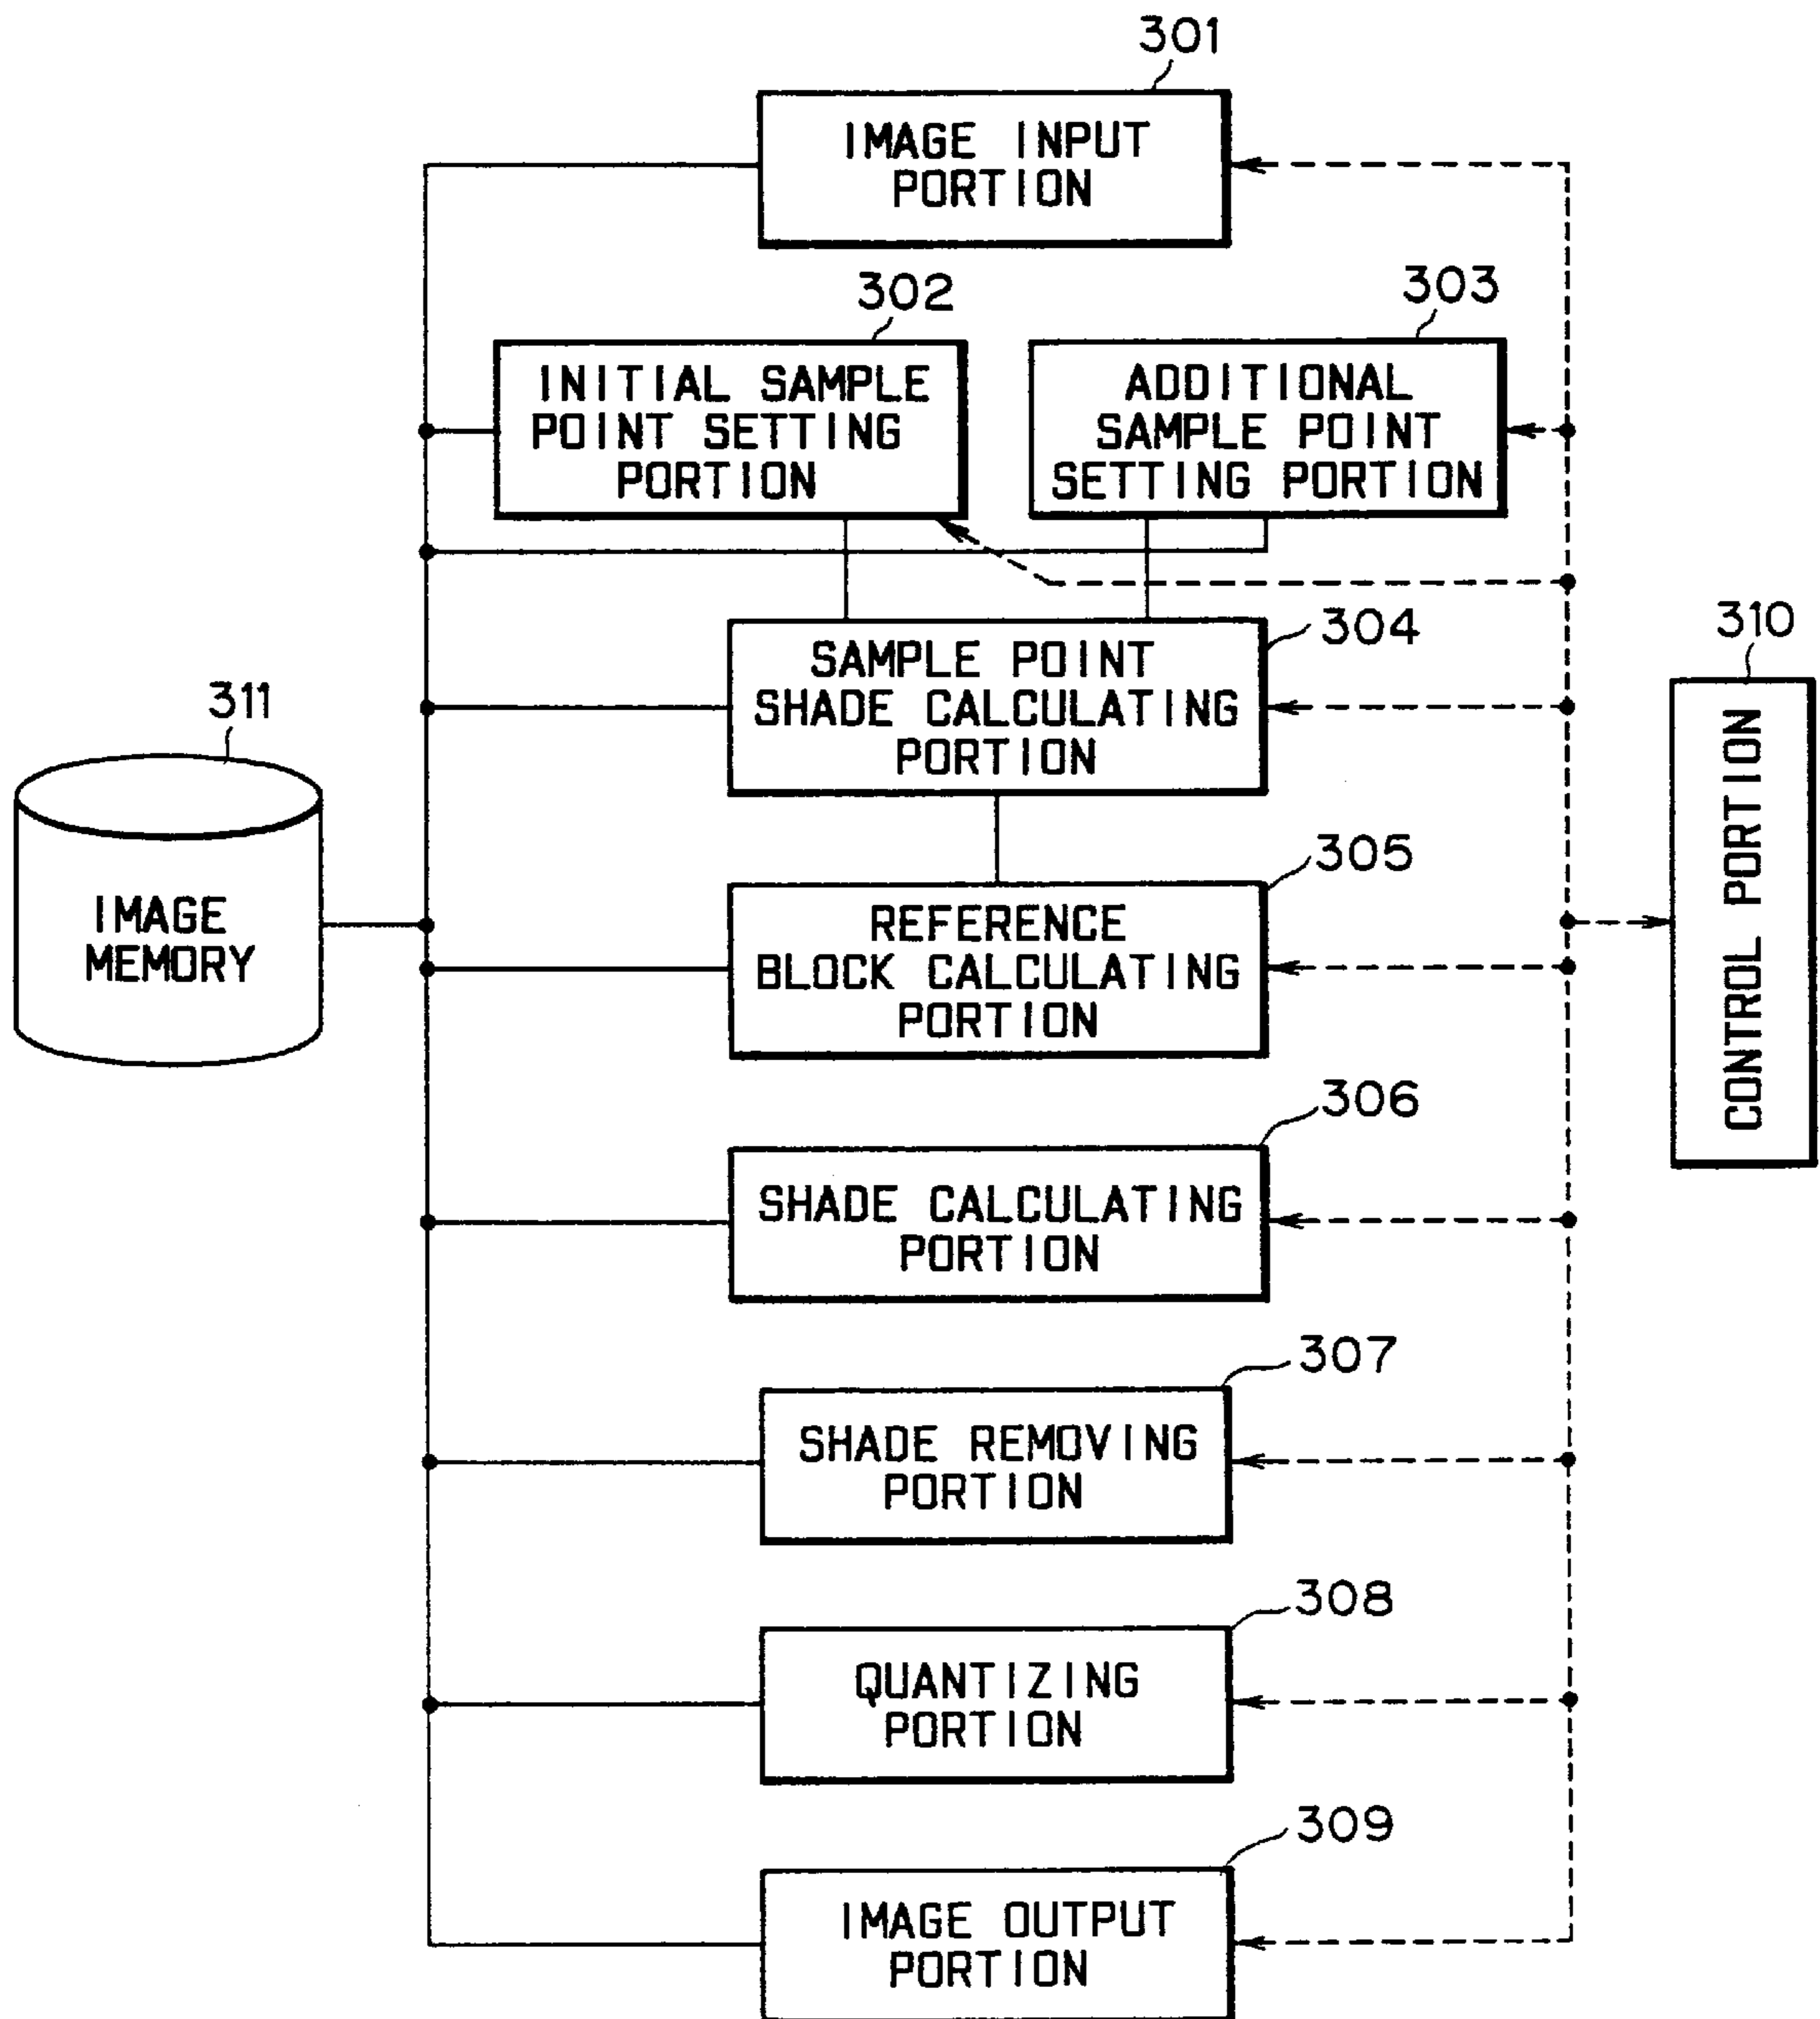 301
IMAGE INPUT
PORTION
302
INITIAL SAMPLE
POINT SETTING
PORTION
303
ADDITIONAL
SAMPLE POINT
SETTING PORTION
304
SAMPLE POINT
SHADE CALCULATING
PORTION
310
CONTROL PORTION
311
IMAGE
MEMORY
305
REFERENCE
BLOCK CALCULATING
PORTION
306
SHADE CALCULATING
PORTION
307
SHADE REMOVING
PORTION
308
QUANTIZING
PORTION
309
IMAGE OUTPUT
PORTION